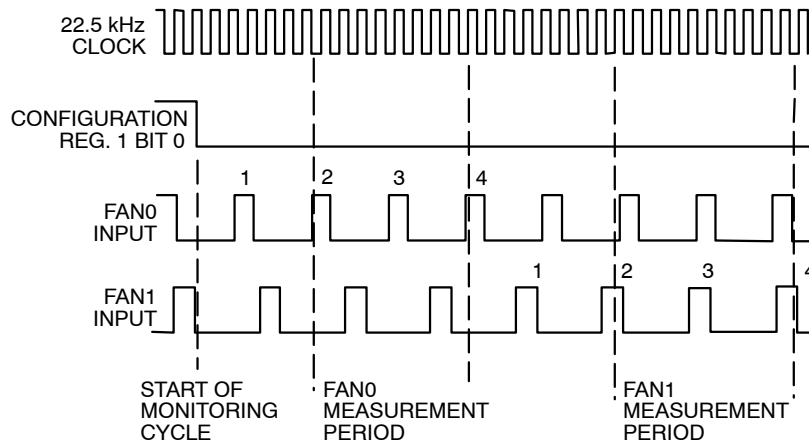 22.5 kHz
CLOCK
CONFIGURATION
REG. 1 BIT 0
1 2 3 4
FAN0
INPUT
1 2 3 4
FAN1
INPUT
START OF
MONITORING
CYCLE
FAN0
MEASUREMENT
PERIOD
FAN1
MEASUREMENT
PERIOD